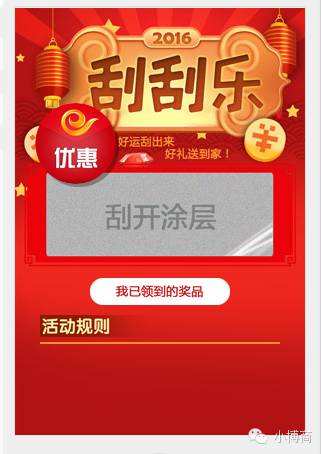 2016
刮刮乐
优惠
好运刮出来
好礼送到家！
刮开涂层
我已领到的奖品
活动规则
小博商